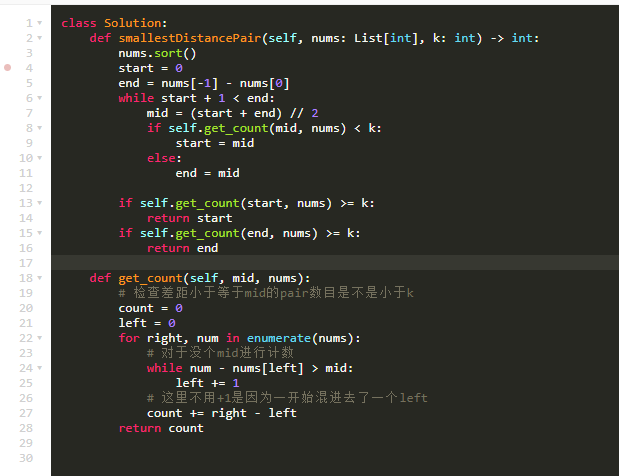 1 class Solution:
2 def smallestDistancePair(self, nums: List[int], k: int) -> int:
3 nums.sort()
4 start = 0
5 end = nums[-1] - nums[0]
6 while start + 1 < end:
7 mid = (start + end) // 2
8 if self.get_count(mid, nums) < k:
9 start = mid
10 else:
11 end = mid
12
13 if self.get_count(start, nums) >= k:
14 return start
15 if self.get_count(end, nums) >= k:
16 return end
17
18 def get_count(self, mid, nums):
19 # 检查差距小于等于mid的pair数目是不是小于k
20 count = 0
21 left = 0
22 for right, num in enumerate(nums):
23 # 对于没个mid进行计数
24 while num - nums[left] > mid:
25 left += 1
26 # 这里不用+1是因为一开始混进去了一个left
27 count += right - left
28 return count
29
30